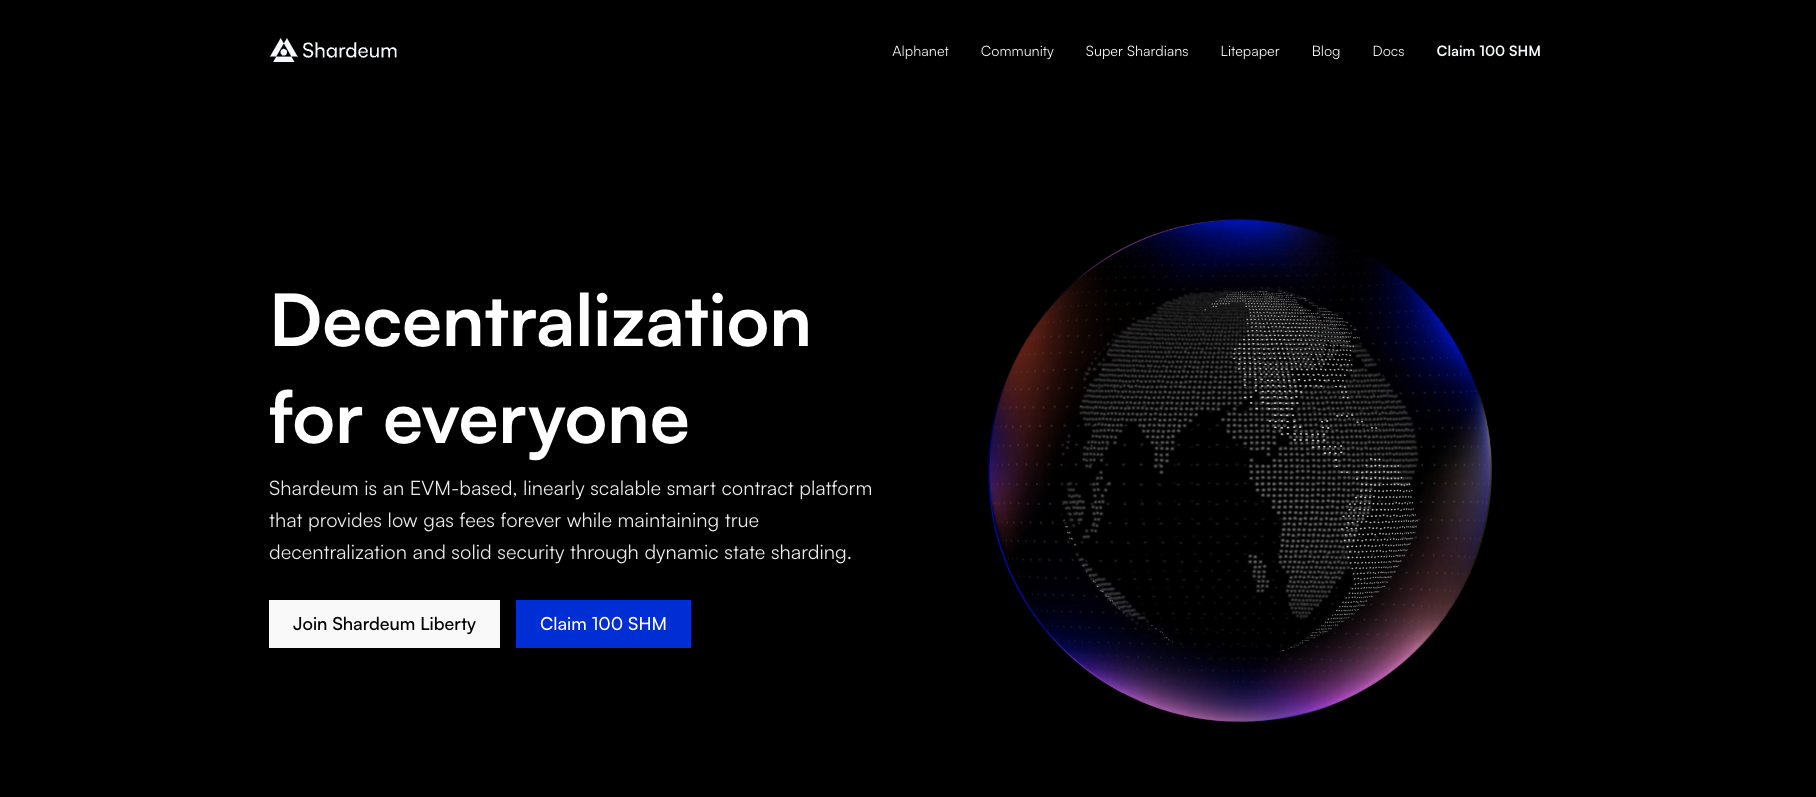 Shardeum
Alphanet
Community
Super Shardians
Litepaper
Blog
Docs
Claim 100 SHM
Decentralization
for everyone
Shardeum is an EVM-based, linearly scalable smart contract platform
that provides low gas fees forever while maintaining true
decentralization and solid security through dynamic state sharding.
Join Shardeum Liberty
Claim 100 SHM